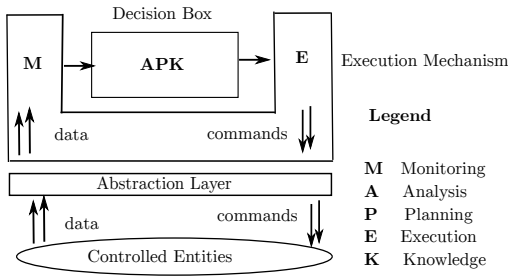 Decision Box
M
APK
E
Execution Mechanism
data
commands
Abstraction Layer
data
commands
Controlled Entities
Legend
M Monitoring
A Analysis
P Planning
E Execution
K Knowledge